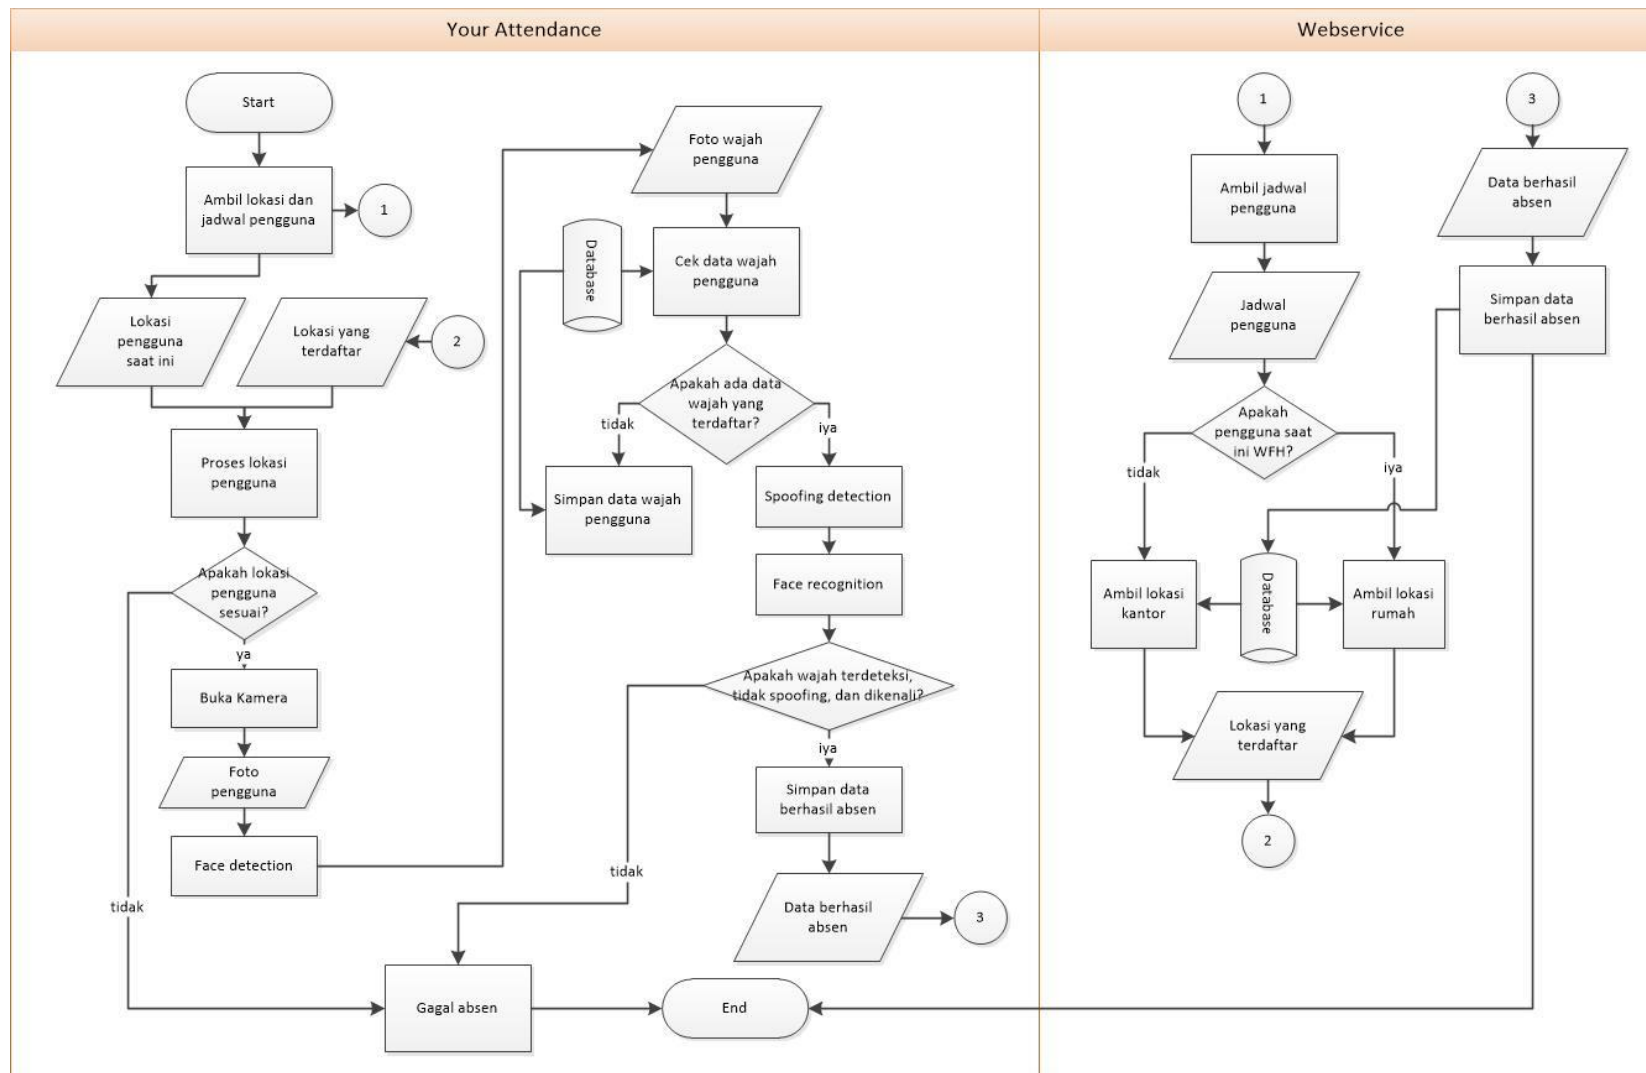 Your Attendance
Webservice
Start
Ambil lokasi dan
jadwal pengguna
1
Lokasi
pengguna
saat ini
Lokasi yang
terdaftar
2
Proses lokasi
pengguna
Apakah lokasi
pengguna
sesuai?
ya
tidak
Buka Kamera
Foto
pengguna
Face detection
Foto wajah
pengguna
Database
Cek data wajah
pengguna
Apakah ada data
wajah yang
terdaftar?
tidak
iya
Simpan data wajah
pengguna
Spoofing detection
Face recognition
Apakah wajah terdeteksi,
tidak spoofing, dan dikenali?
tidak
iya
Simpan data
berhasil absen
Data berhasil
absen
3
Gagal absen
End
1
Ambil jadwal
pengguna
Jadwal
pengguna
Apakah
pengguna saat
ini WFH?
tidak
iya
Ambil lokasi
kantor
Database
Ambil lokasi
rumah
Lokasi yang
terdaftar
2
3
Data berhasil
absen
Simpan data
berhasil absen